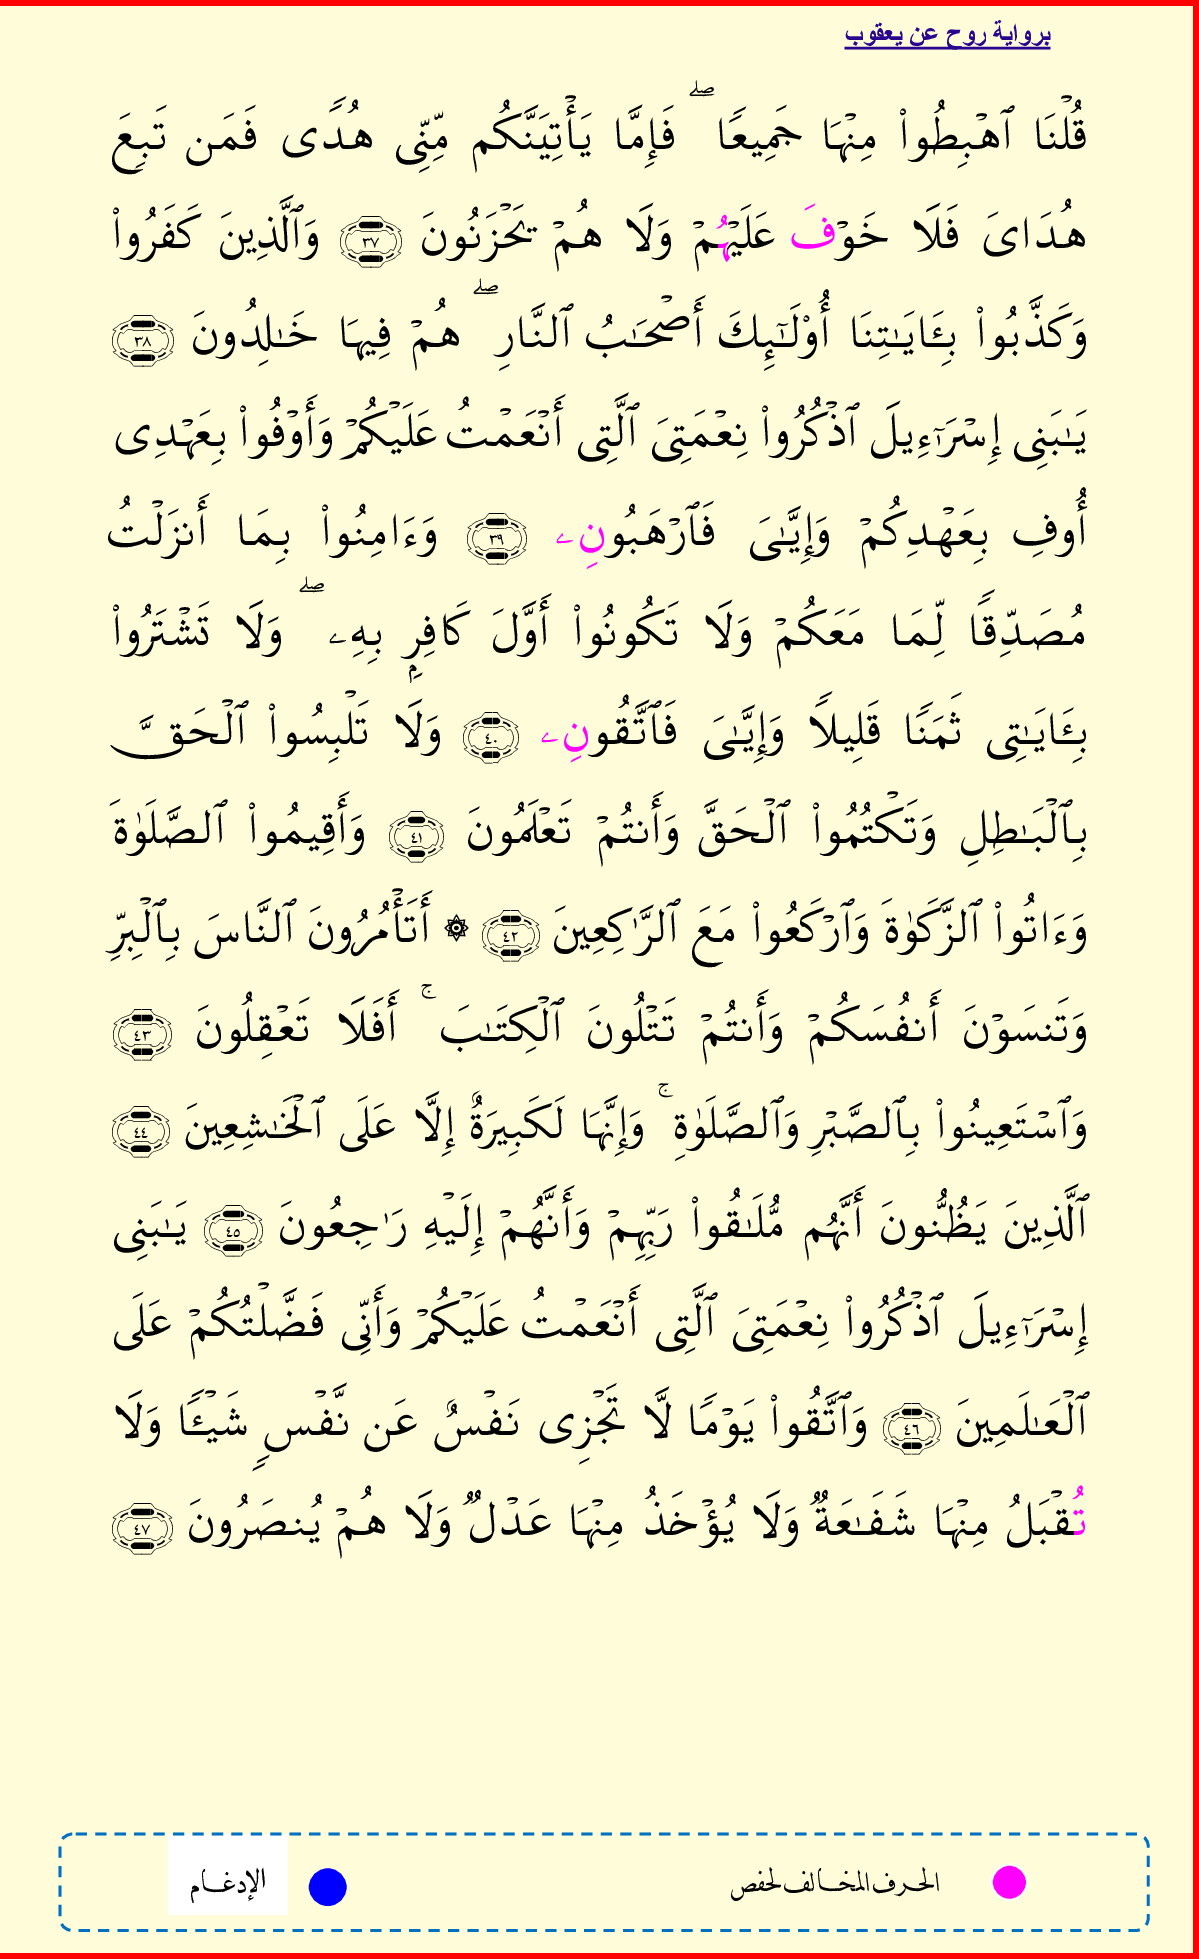 برواية روح عن يعقوب
قُلْنَا ٱهْبِطُوا۟ مِنْهَا جَمِيعًا ۖ فَإِمَّا يَأْتِيَنَّكُم مِّنِّى هُدًى فَمَن تَبِعَ
هُدَاىَ فَلَا خَوْفَ عَلَيْهُمْ وَلَا هُمْ يَحْزَنُونَ ٣٧ وَٱلَّذِينَ كَفَرُوا۟
وَكَذَّبُوا۟ بِـَٔايَـٰتِنَا أُو۟لَـٰٓئِكَ أَصْحَـٰبُ ٱلنَّارِ ۖ هُمْ فِيهَا خَـٰلِدُونَ ٣٨
يَـٰبَنِى إِسْرَٰٓءِيلَ ٱذْكُرُوا۟ نِعْمَتِىَ ٱلَّتِى أَنْعَمْتُ عَلَيْكُمْ وَأَوْفُوا۟ بِعَهْدِى
أُوفِ بِعَهْدِكُمْ وَإِيَّـٰىَ فَٱرْهَبُونِۦ ٣٩ وَءَامِنُوا۟ بِمَا أَنزَلْتُ
مُصَدِّقًا لِّمَا مَعَكُمْ وَلَا تَكُونُوا۟ أَوَّلَ كَافِرٍۭ بِهِۦ ۖ وَلَا تَشْتَرُوا۟
بِـَٔايَـٰتِى ثَمَنًا قَلِيلًا وَإِيَّـٰىَ فَٱتَّقُونِۦ ٤٠ وَلَا تَلْبِسُوا۟ ٱلْحَقَّ
بِٱلْبَـٰطِلِ وَتَكْتُمُوا۟ ٱلْحَقَّ وَأَنتُمْ تَعْلَمُونَ ٤١ وَأَقِيمُوا۟ ٱلصَّلَوٰةَ
وَءَاتُوا۟ ٱلزَّكَوٰةَ وَٱرْكَعُوا۟ مَعَ ٱلرَّٰكِعِينَ ٤٢ ۞ أَتَأْمُرُونَ ٱلنَّاسَ بِٱلْبِرِّ
وَتَنسَوْنَ أَنفُسَكُمْ وَأَنتُمْ تَتْلُونَ ٱلْكِتَـٰبَ ۚ أَفَلَا تَعْقِلُونَ ٤٣
وَٱسْتَعِينُوا۟ بِٱلصَّبْرِ وَٱلصَّلَوٰةِ ۚ وَإِنَّهَا لَكَبِيرَةٌ إِلَّا عَلَى ٱلْخَـٰشِعِينَ ٤٤
ٱلَّذِينَ يَظُنُّونَ أَنَّهُم مُّلَـٰقُوا۟ رَبِّهِمْ وَأَنَّهُمْ إِلَيْهِ رَٰجِعُونَ ٤٥ يَـٰبَنِى
إِسْرَٰٓءِيلَ ٱذْكُرُوا۟ نِعْمَتِىَ ٱلَّتِى أَنْعَمْتُ عَلَيْكُمْ وَأَنِّى فَضَّلْتُكُمْ عَلَى
ٱلْعَـٰلَمِينَ ٤٦ وَٱتَّقُوا۟ يَوْمًا لَّا تَجْزِى نَفْسٌ عَن نَّفْسٍ شَيْـًٔا وَلَا
تُقْبَلُ مِنْهَا شَفَـٰعَةٌ وَلَا يُؤْخَذُ مِنْهَا عَدْلٌ وَلَا هُمْ يُنصَرُونَ ٤٧
الحرف المخالف لحفص
الإدغام